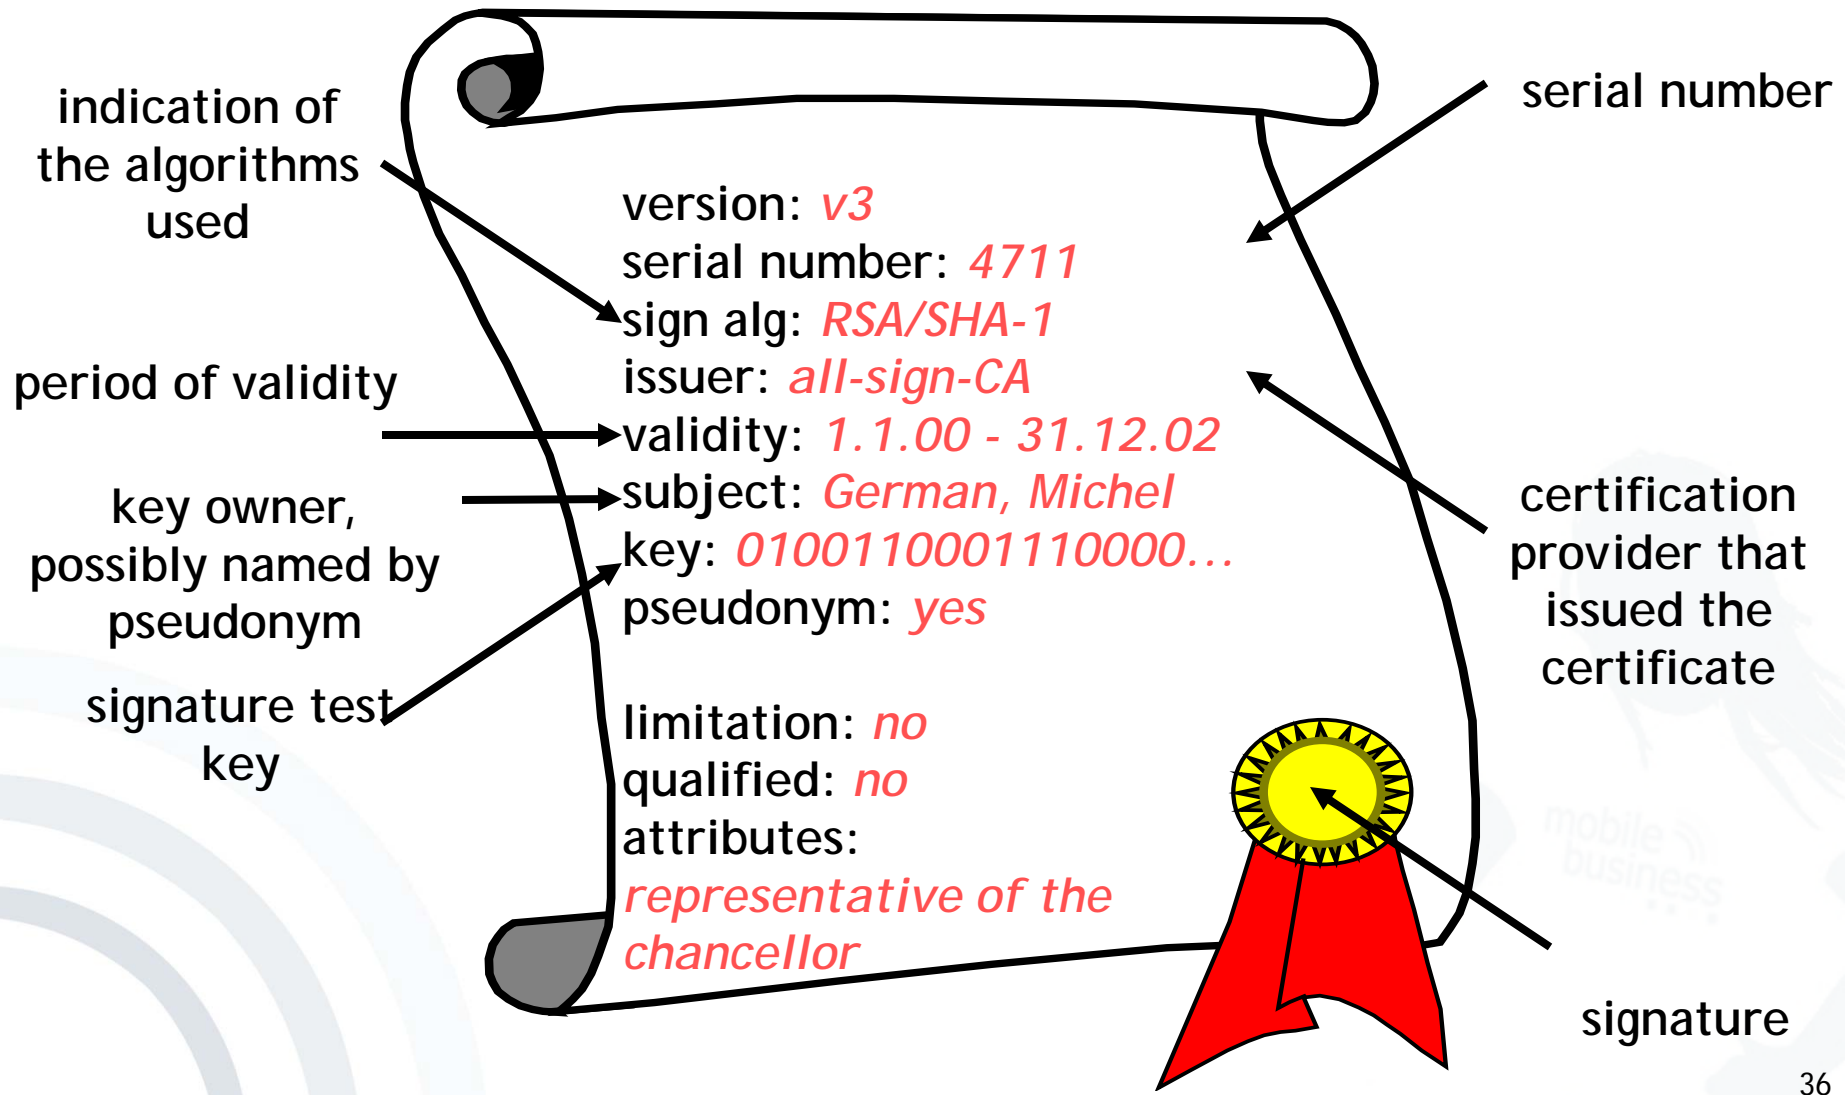 indication of
the algorithms
used
period of validity
key owner,
possibly named by
pseudonym
signature test
key
version: v3
serial number: 4711
sign alg: RSA/SHA-1
issuer: all-sign-CA
validity: 1.1.00 - 31.12.02
subject: German, Michel
key: 0100110001110000...
pseudonym: yes
limitation: no
qualified: no
attributes:
representative of the
chancellor
serial number
certification
provider that
issued the
certificate
mobile
business
signature
36